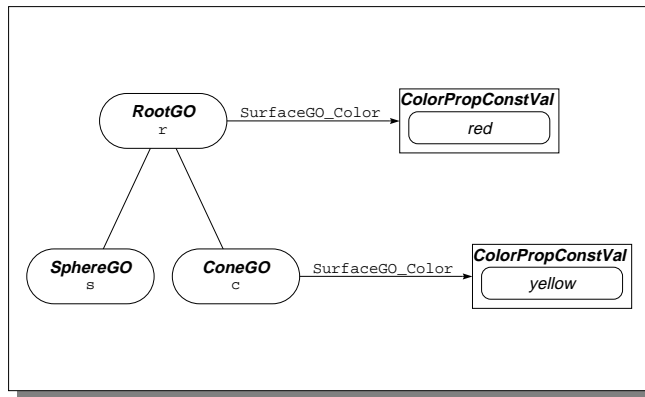 RootGO
r
SurfaceGO_Color
ColorPropConstVal
red
SphereGO
s
ConeGO
c
SurfaceGO_Color
ColorPropConstVal
yellow